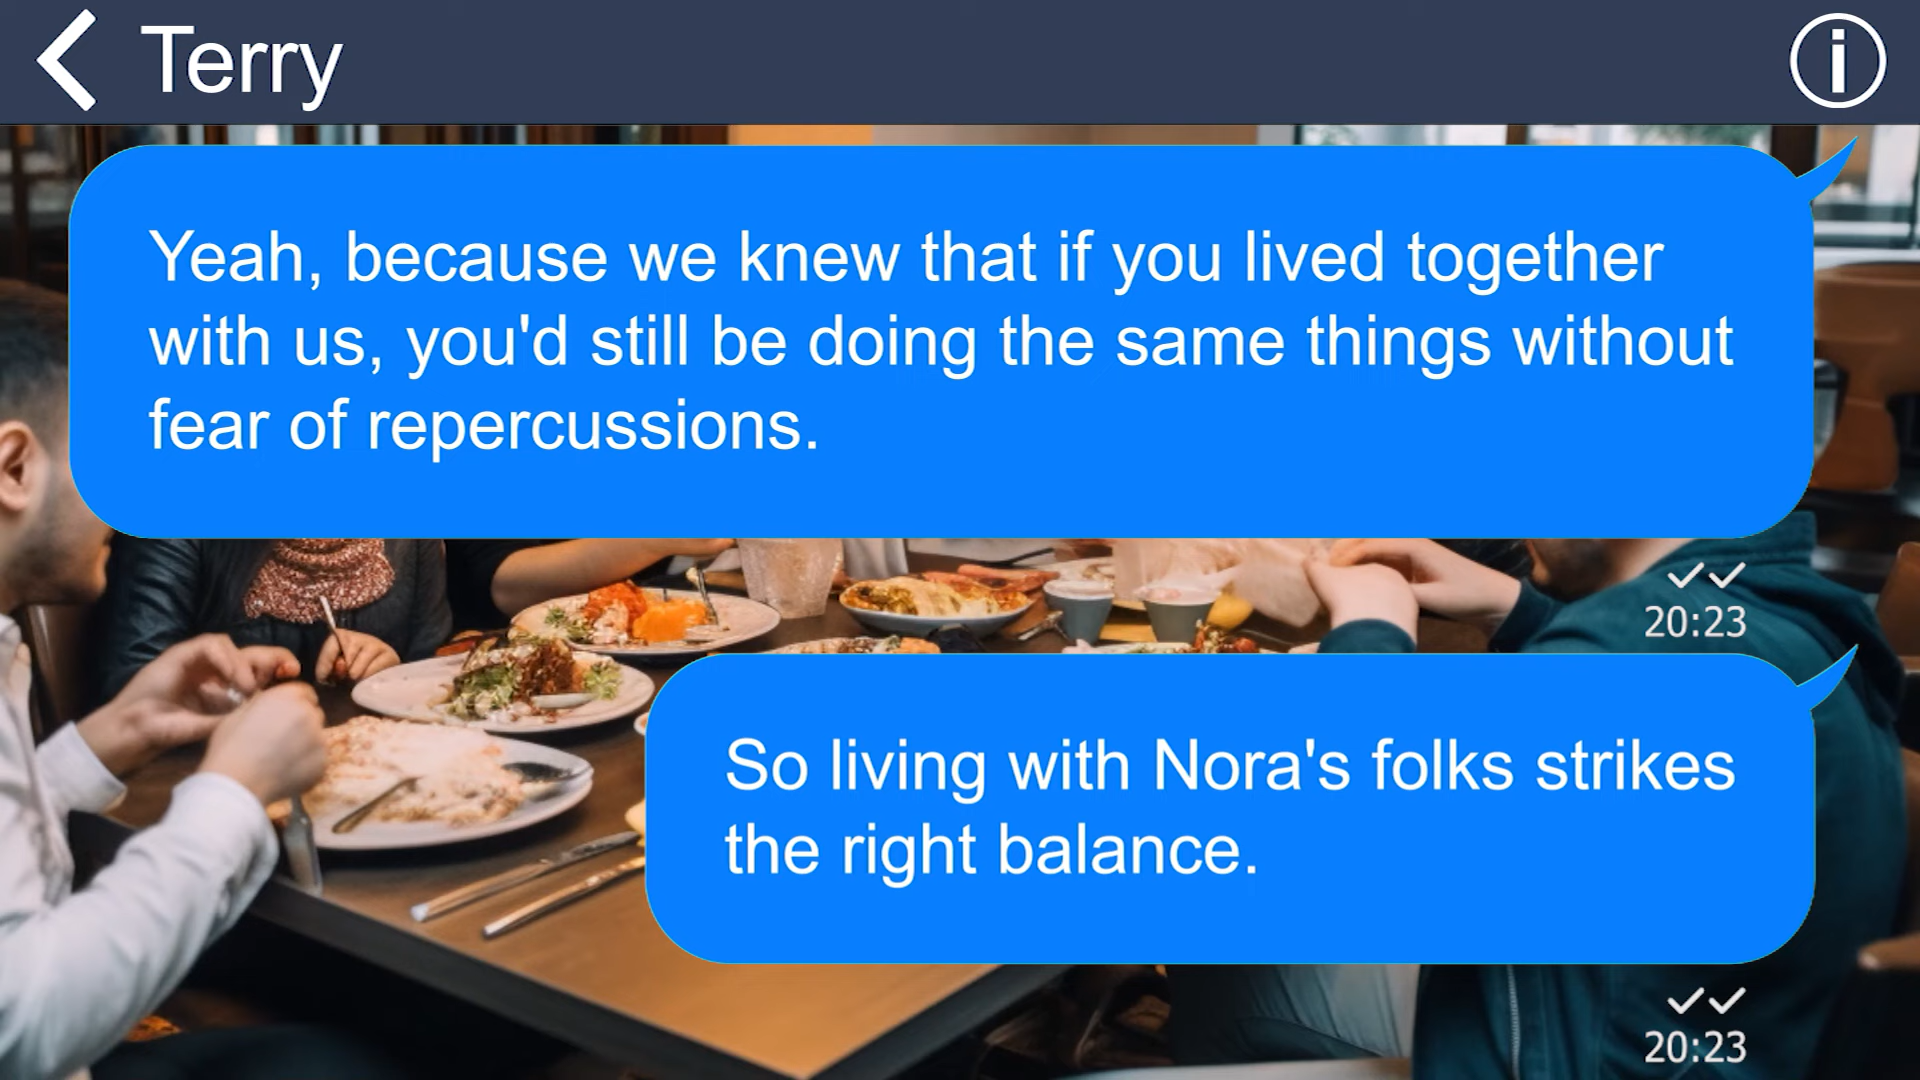 Terry
Yeah, because we knew that if you lived together
with us, you'd still be doing the same things without
fear of repercussions.
20:23
So living with Nora's folks strikes
the right balance.
20:23